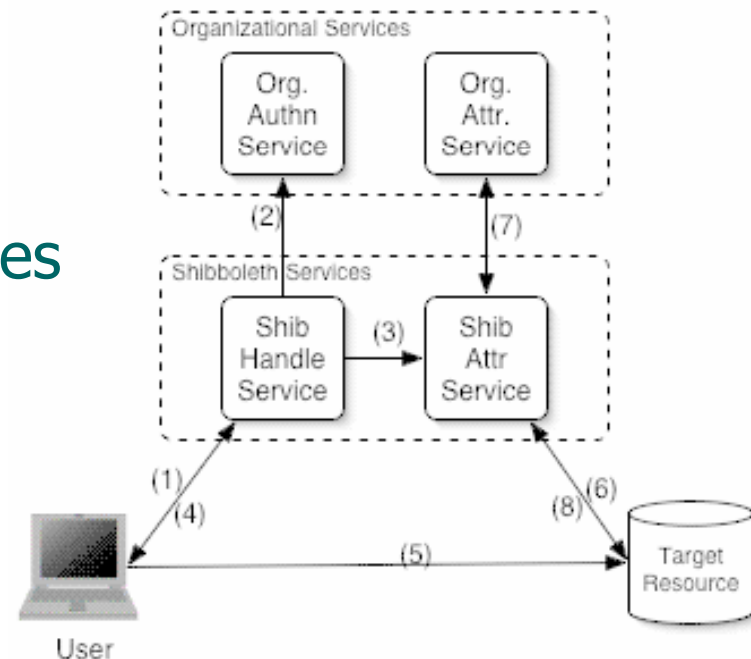 Organizational Services
Org.
Authn
Service
Org.
Attr.
Service
(2)
(7)
es
Shibboleth Services
Shib
Handle
Service
(3)
Shib
Attr
Service
(1)
(4)
(6)
(8)
(5)
Target
Resource
User